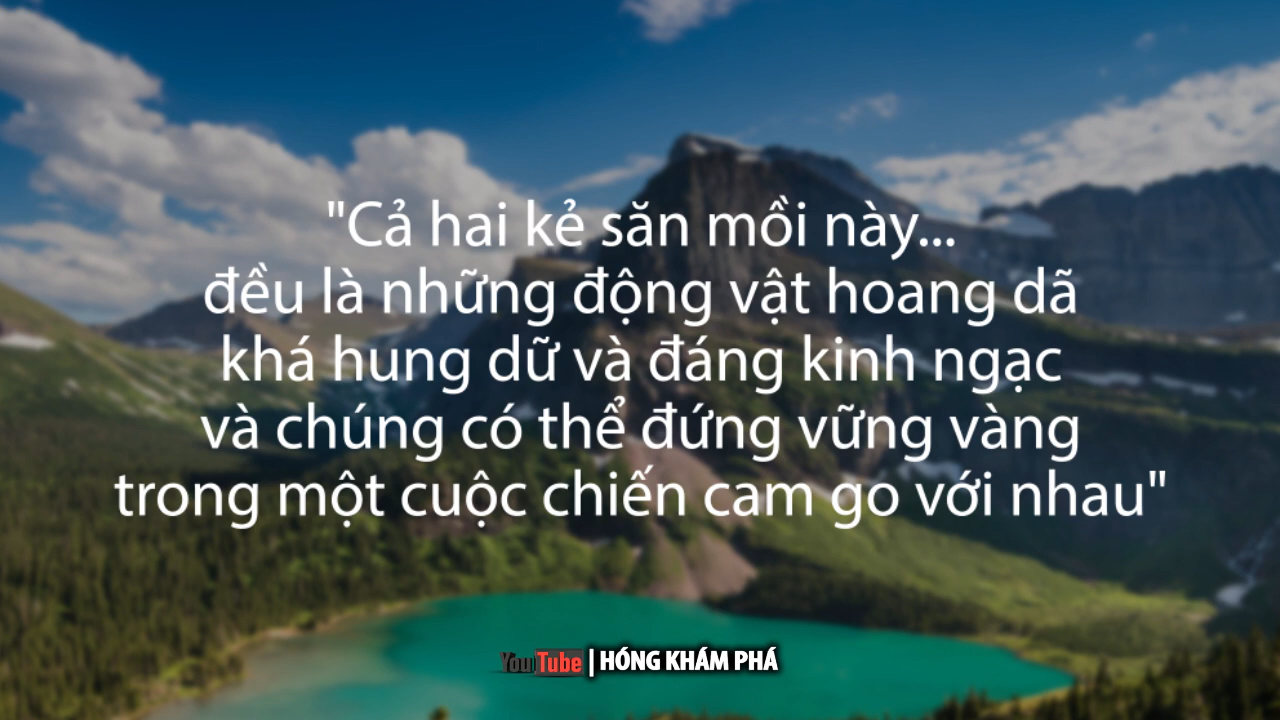 "Cả hai kẻ săn mồi này...
đều là những động vật hoang dã
khá hung dữ và đáng kinh ngạc
và chúng có thể đứng vững vàng
trong một cuộc chiến cam go với nhau"
YouTube | HÓNG KHÁM PHÁ